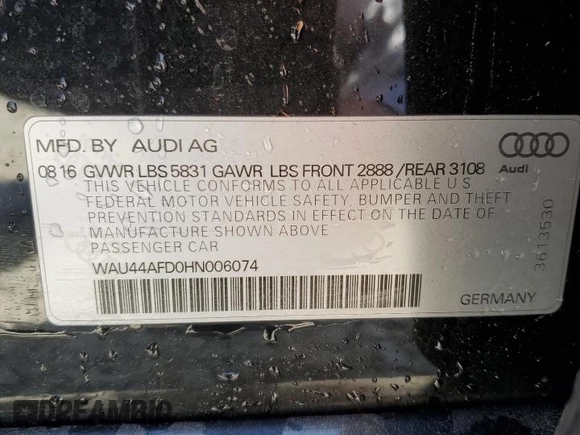 MFD. BY AUDI AG
08 16 GVWR LBS 5831 GAWR LBS FRONT 2888 /REAR 3108
Audi
THIS VEHICLE CONFORMS TO ALL APPLICABLE U.S
FEDERAL MOTOR VEHICLE SAFETY, BUMPER AND THEFT
PREVENTION STANDARDS IN EFFECT ON THE DATE OF
MANUFACTURE SHOWN ABOVE
PASSENGER CAR
WAU44AFD0HN006074
3613530
GERMANY
DREAMBID